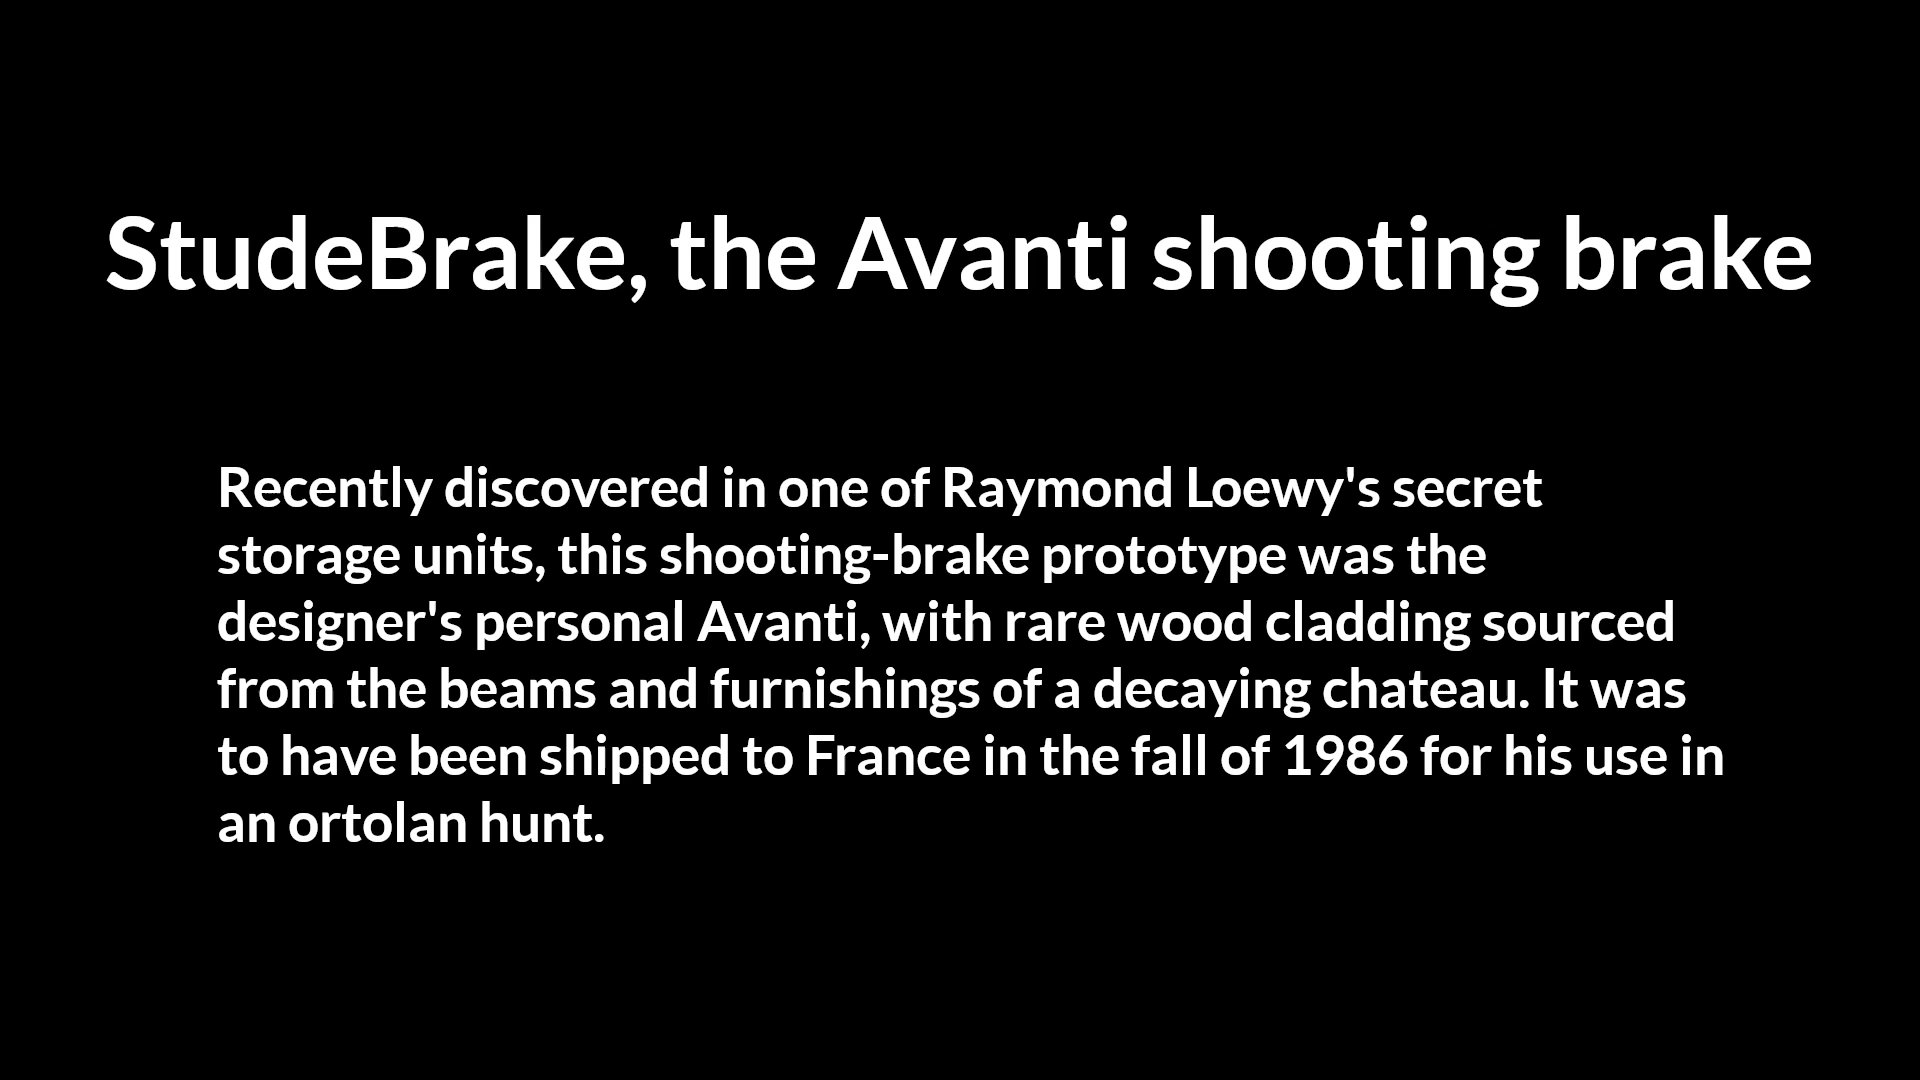 StudeBrake, the Avanti shooting brake
Recently discovered in one of Raymond Loewy's secret
storage units, this shooting-brake prototype was the
designer's personal Avanti, with rare wood cladding sourced
from the beams and furnishings of a decaying chateau. It was
to have been shipped to France in the fall of 1986 for his use in
an ortolan hunt.